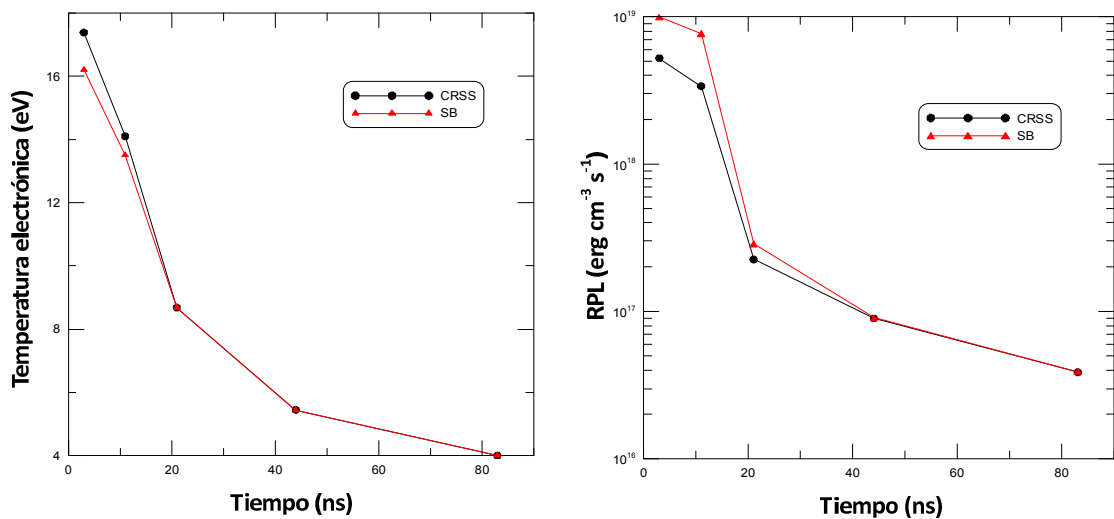 Temperatura electrónica (eV)
16
12
8
4
0
20
40
60
80
Tiempo (ns)
CRSS
SB
RPL (erg cm⁻³ s⁻¹)
10¹⁹
10¹⁸
10¹⁷
10¹⁶
0
20
40
60
80
Tiempo (ns)
CRSS
SB